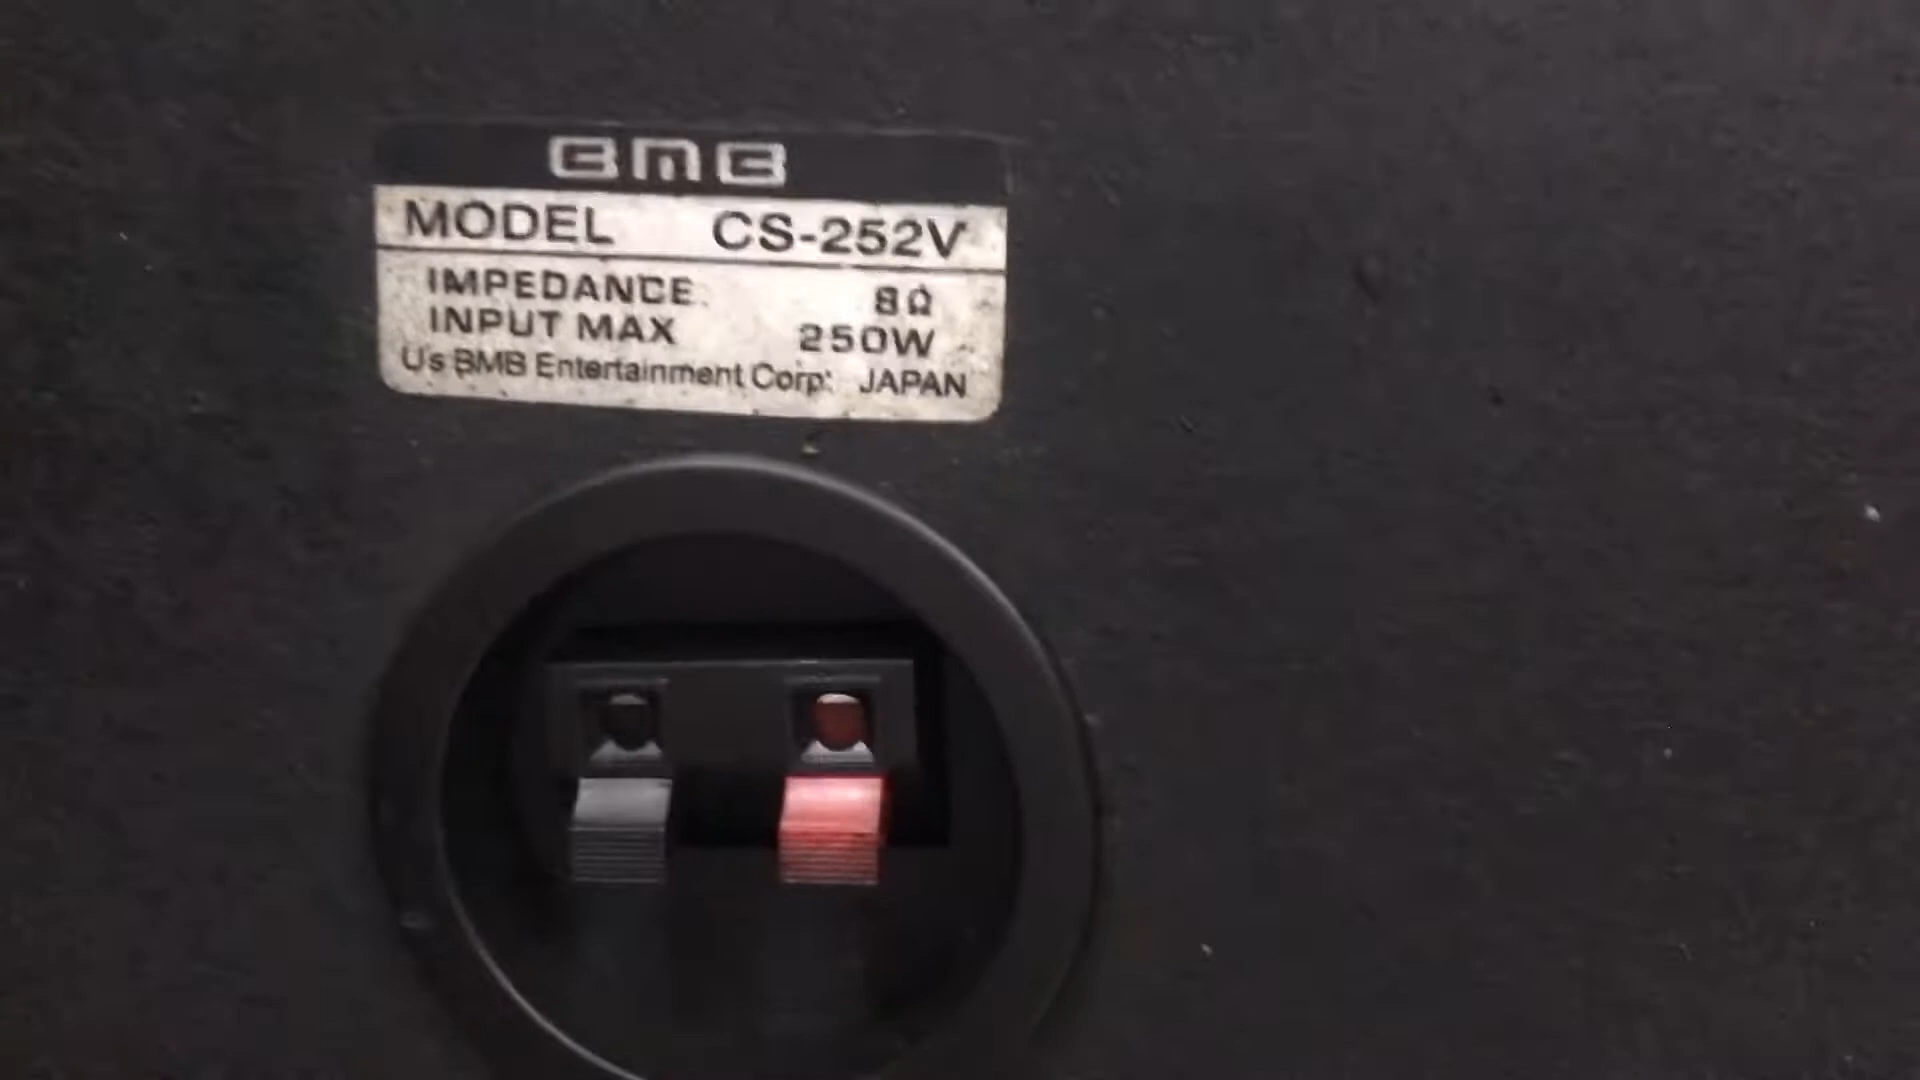 BMB
MODEL CS-252V
IMPEDANCE 8Ω
INPUT MAX 250W
U's BMB Entertainment Corp. JAPAN